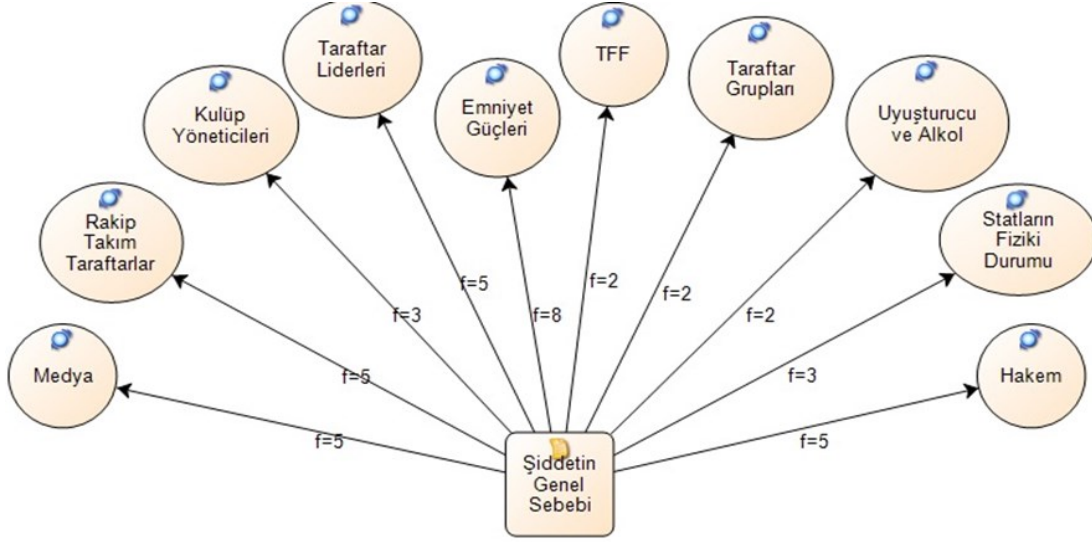 Taraftar
Liderleri
TFF
Taraftar
Grupları
Kulüp
Yöneticileri
Emniyet
Güçleri
Uyuşturucu
ve Alkol
Rakip
Takım
Taraftarlar
Statların
Fiziki
Durumu
Medya
Hakem
f=5
f=5
f=3
f=5
f=8
f=2
f=2
f=2
f=3
f=5
Şiddetin
Genel
Sebebi